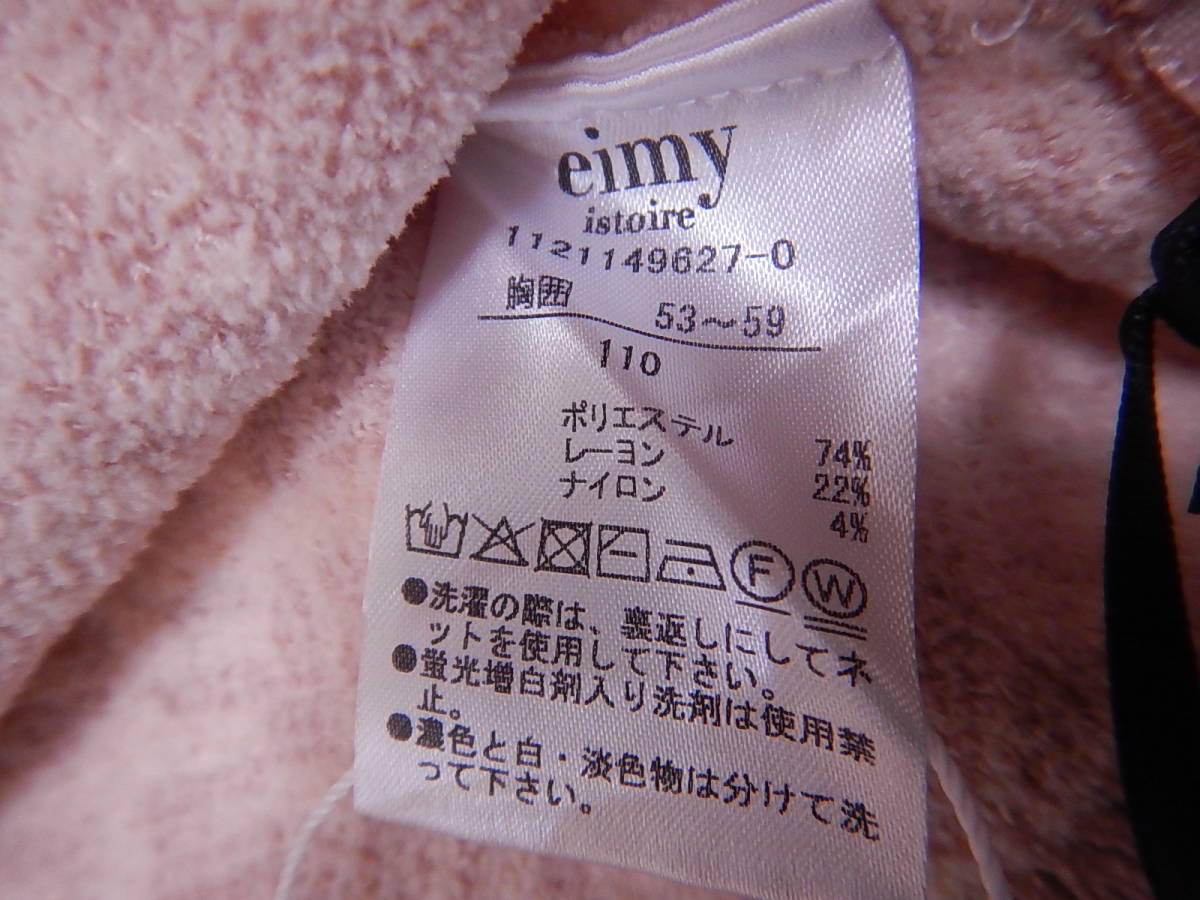 eimy
istoire
1121149627-0
胸囲 53～59
110
ポリエステル 74%
レーヨン 22%
ナイロン 4%
F W
●洗濯の際は、裏返しにしてネ
ットを使用して下さい。
●蛍光増白剤入り洗剤は使用禁
止。
●濃色と白・淡色物は分けて洗
って下さい。